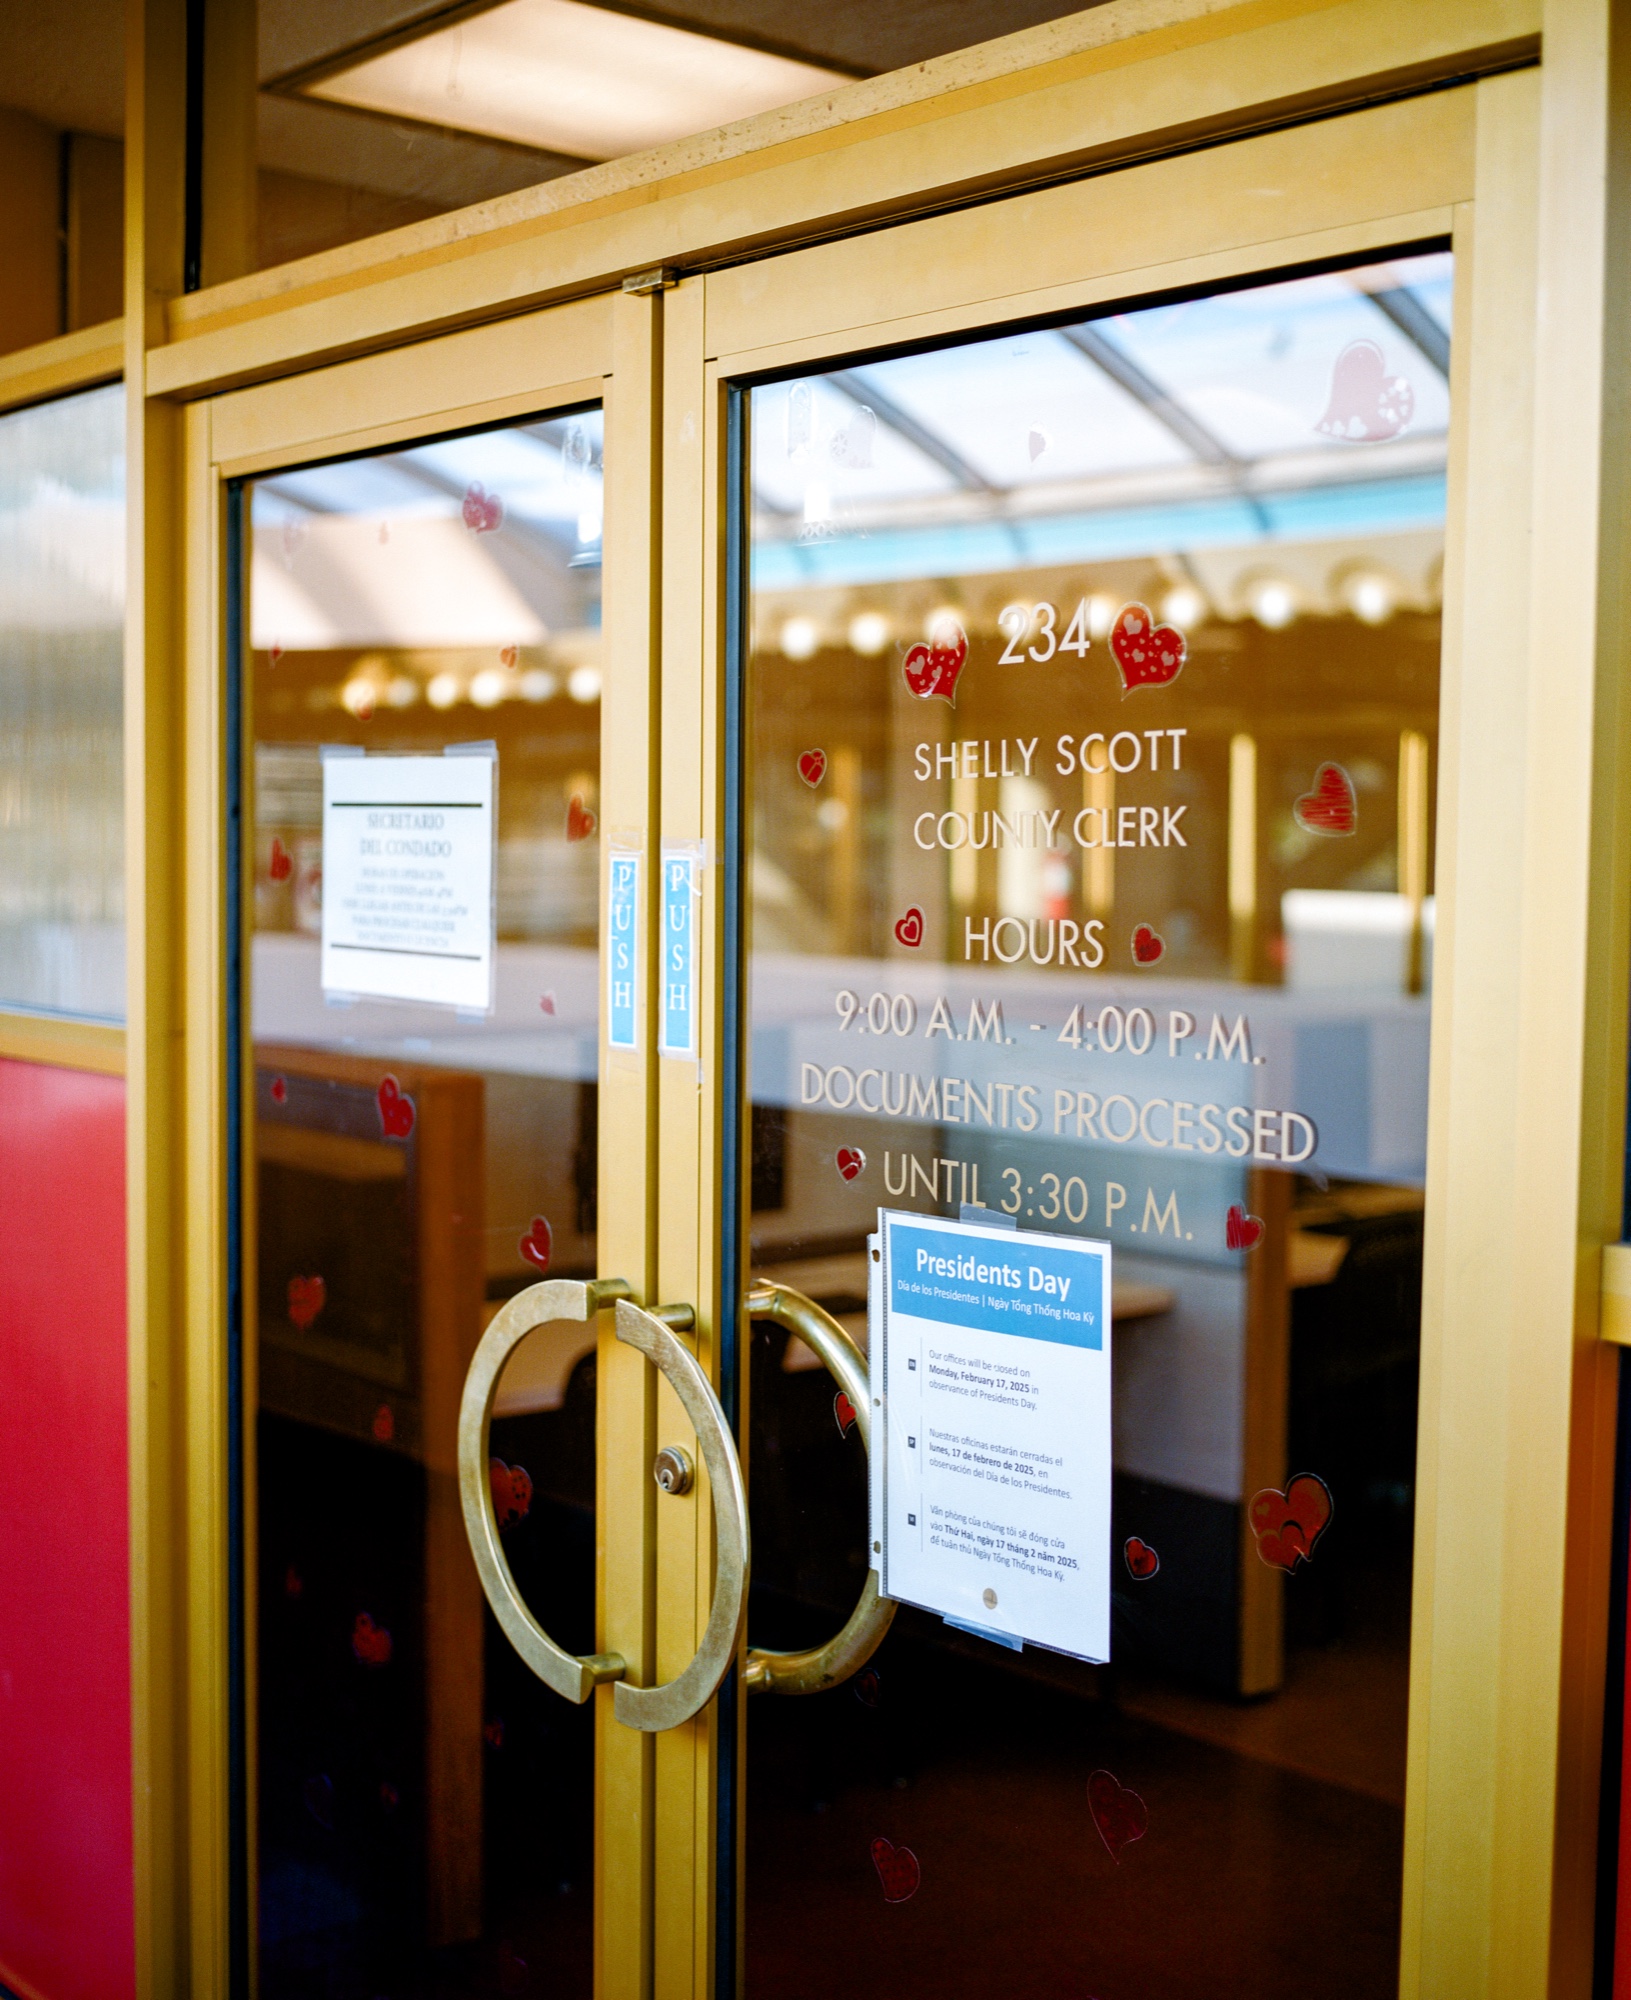 SECRETARIO
DEL CONDADO
PUSH
PUSH
234
SHELLY SCOTT
COUNTY CLERK
HOURS
9:00 A.M. - 4:00 P.M.
DOCUMENTS PROCESSED
UNTIL 3:30 P.M.
Presidents Day
Día de los Presidentes | Ngày Tổng Thống Hoa Kỳ
Our offices will be closed on
Monday, February 17, 2025 in
observance of Presidents Day.
Nuestras oficinas estarán cerradas el
lunes, 17 de febrero de 2025, en
observación del Día de los Presidentes.
Văn phòng của chúng tôi sẽ đóng cửa
vào Thứ Hai, ngày 17 tháng 2 năm 2025,
để tuân thủ Ngày Tổng Thống Hoa Kỳ.